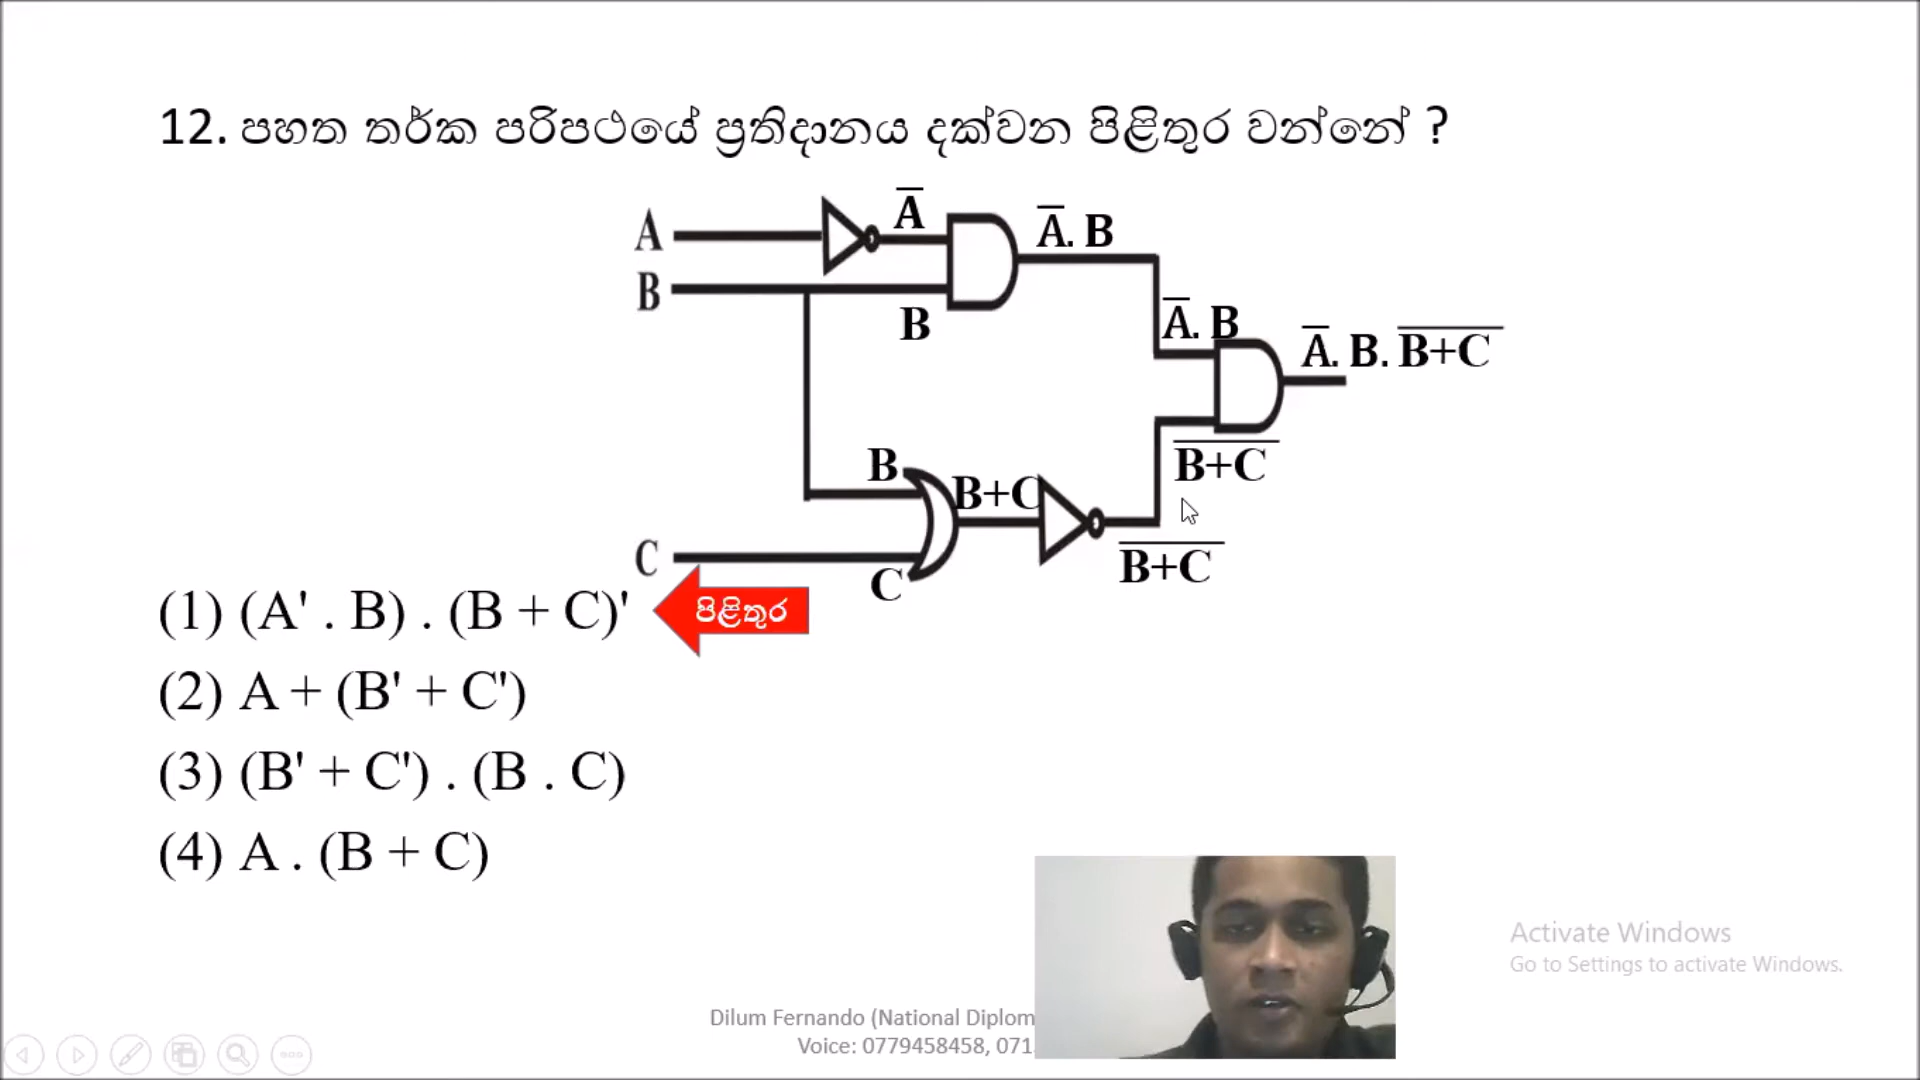 12. පහත තර්ක පරිපථයේ ප්‍රතිදානය දක්වන පිළිතුර වන්නේ ?
A
A̅
A̅. B
B
B
A̅. B
A̅. B. B̅+̅C̅
B
B+C
B̅+̅C̅
C
C
B̅+̅C̅
(1) (A' . B) . (B + C)'
පිළිතුර
(2) A + (B' + C')
(3) (B' + C') . (B . C)
(4) A . (B + C)
Activate Windows
Go to Settings to activate Windows.
Dilum Fernando (National Diplom
Voice: 0779458458, 071